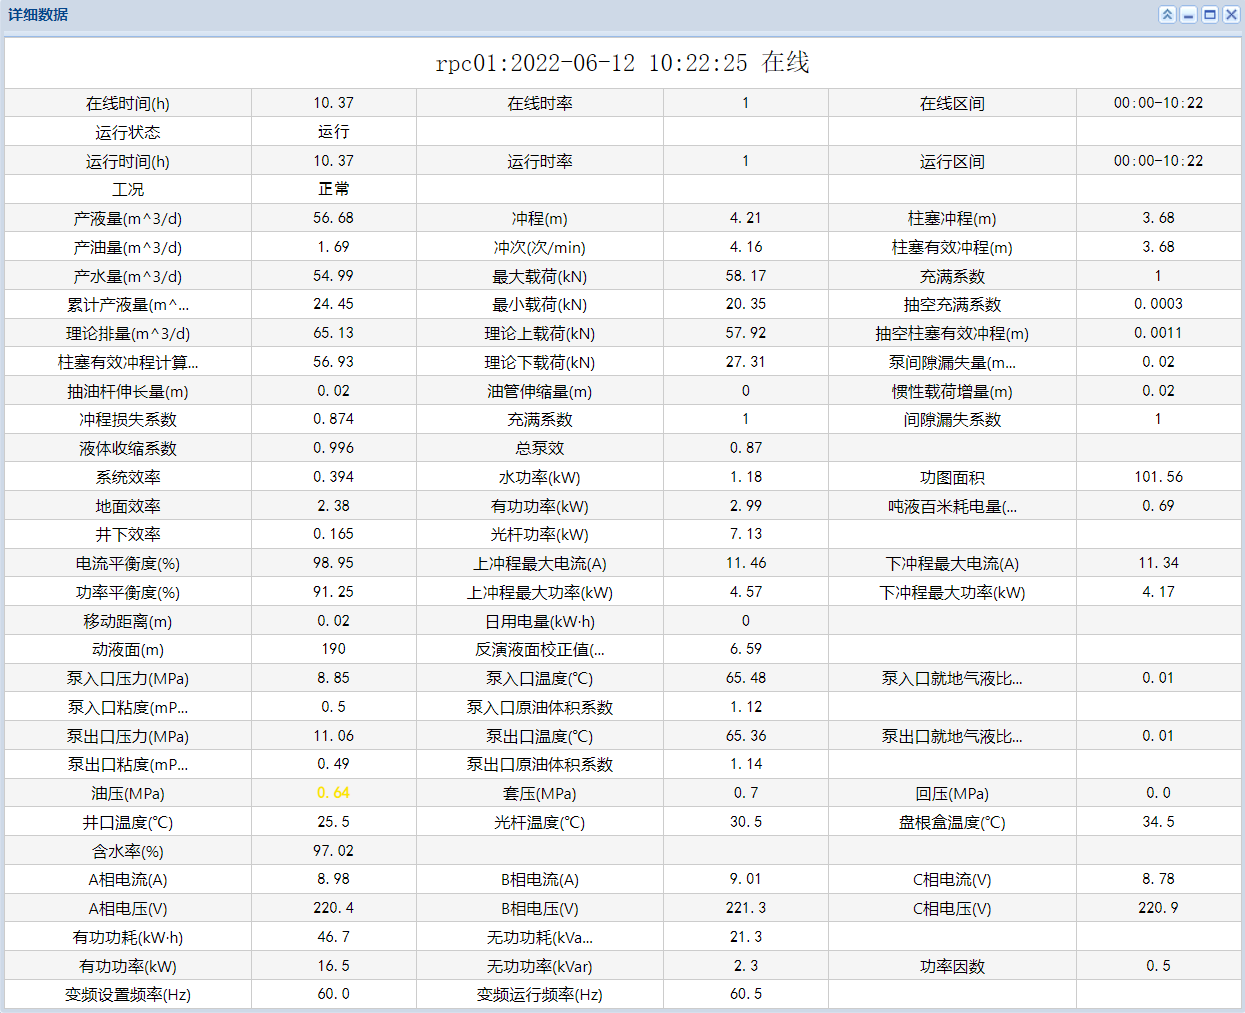 详细数据
rpc01:2022-06-12 10:22:25 在线
在线时间(h) 10.37 在线时率 1 在线区间 00:00-10:22
运行状态 运行
运行时间(h) 10.37 运行时率 1 运行区间 00:00-10:22
工况 正常
产液量(m^3/d) 56.68 冲程(m) 4.21 柱塞冲程(m) 3.68
产油量(m^3/d) 1.69 冲次(次/min) 4.16 柱塞有效冲程(m) 3.68
产水量(m^3/d) 54.99 最大载荷(kN) 58.17 充满系数 1
累计产液量(m^... 24.45 最小载荷(kN) 20.35 抽空充满系数 0.0003
理论排量(m^3/d) 65.13 理论上载荷(kN) 57.92 抽空柱塞有效冲程(m) 0.0011
柱塞有效冲程计算... 56.93 理论下载荷(kN) 27.31 泵间隙漏失量(m... 0.02
抽油杆伸长量(m) 0.02 油管伸缩量(m) 0 惯性载荷增量(m) 0.02
冲程损失系数 0.874 充满系数 1 间隙漏失系数 1
液体收缩系数 0.996 总泵效 0.87
系统效率 0.394 水功率(kW) 1.18 功图面积 101.56
地面效率 2.38 有功功率(kW) 2.99 吨液百米耗电量(... 0.69
井下效率 0.165 光杆功率(kW) 7.13
电流平衡度(%) 98.95 上冲程最大电流(A) 11.46 下冲程最大电流(A) 11.34
功率平衡度(%) 91.25 上冲程最大功率(kW) 4.57 下冲程最大功率(kW) 4.17
移动距离(m) 0.02 日用电量(kW·h) 0
动液面(m) 190 反演液面校正值(... 6.59
泵入口压力(MPa) 8.85 泵入口温度(℃) 65.48 泵入口就地气液比... 0.01
泵入口粘度(mP... 0.5 泵入口原油体积系数 1.12
泵出口压力(MPa) 11.06 泵出口温度(℃) 65.36 泵出口就地气液比... 0.01
泵出口粘度(mP... 0.49 泵出口原油体积系数 1.14
油压(MPa) 0.64 套压(MPa) 0.7 回压(MPa) 0.0
井口温度(℃) 25.5 光杆温度(℃) 30.5 盘根盒温度(℃) 34.5
含水率(%) 97.02
A相电流(A) 8.98 B相电流(A) 9.01 C相电流(V) 8.78
A相电压(V) 220.4 B相电压(V) 221.3 C相电压(V) 220.9
有功功耗(kW·h) 46.7 无功功耗(kVa... 21.3
有功功率(kW) 16.5 无功功率(kVar) 2.3 功率因数 0.5
变频设置频率(Hz) 60.0 变频运行频率(Hz) 60.5